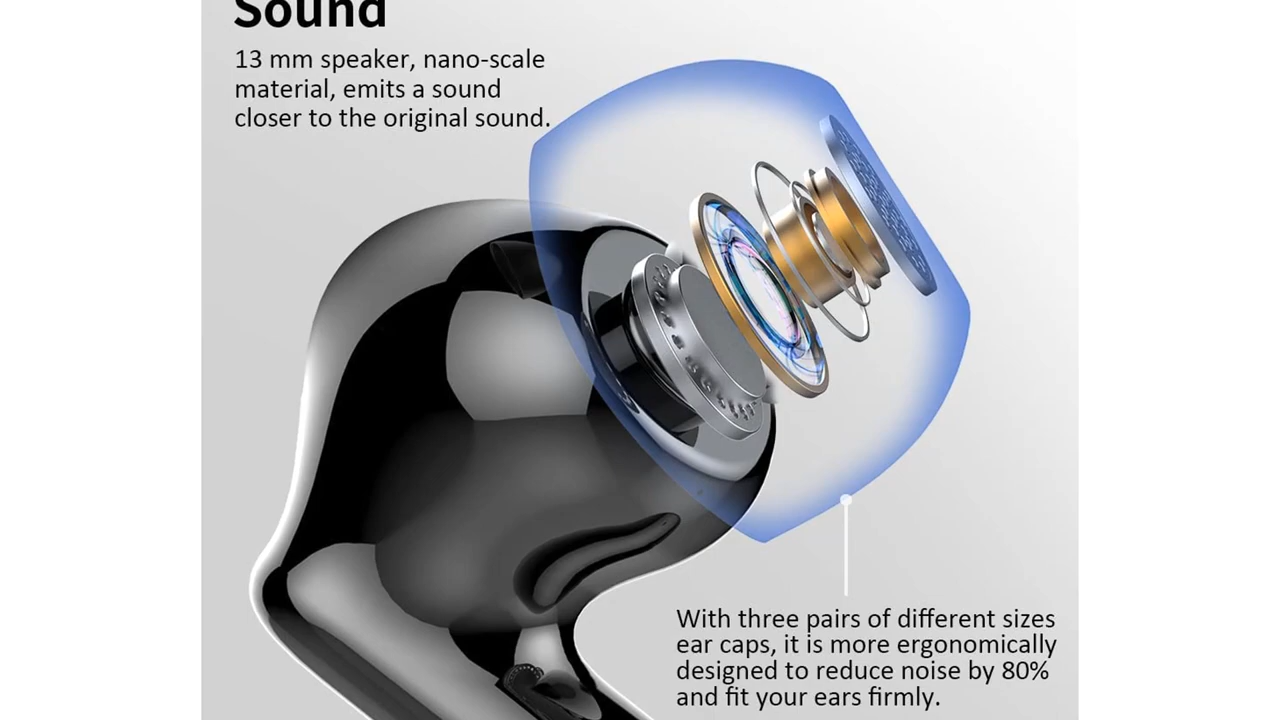 Sound
13 mm speaker, nano-scale
material, emits a sound
closer to the original sound.
With three pairs of different sizes
ear caps, it is more ergonomically
designed to reduce noise by 80%
and fit your ears firmly.